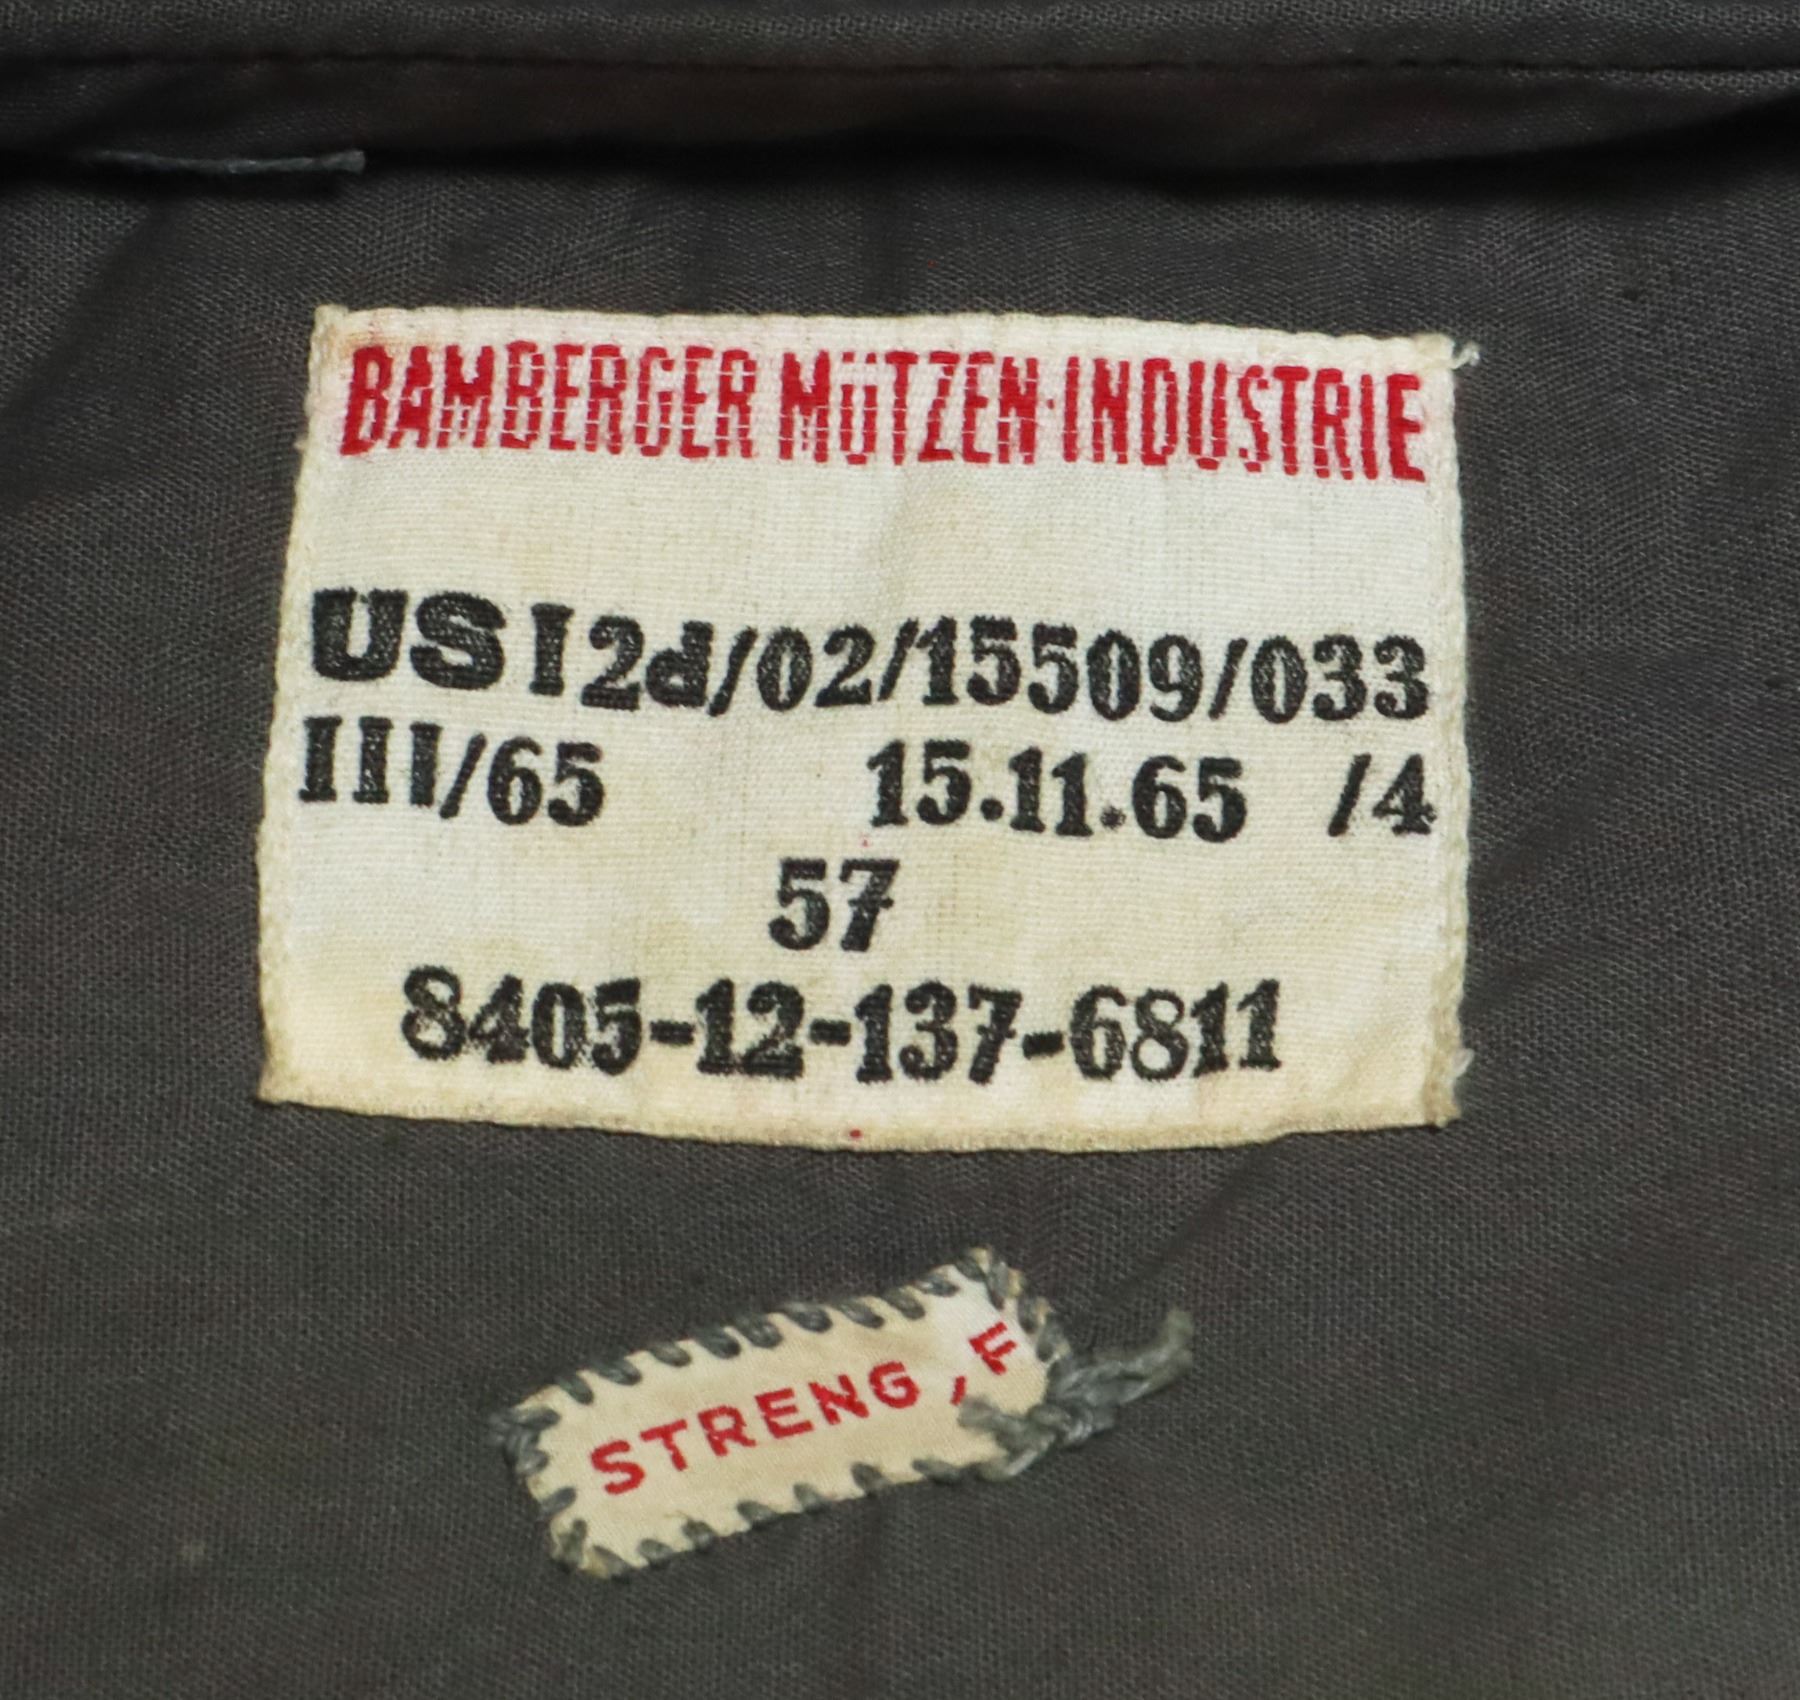 BAMBERGER MüTZEN-INDUSTRIE
US I 2d/02/15509/033
III/65 15.11.65 /4
57
8405-12-137-6811
STRENG, F